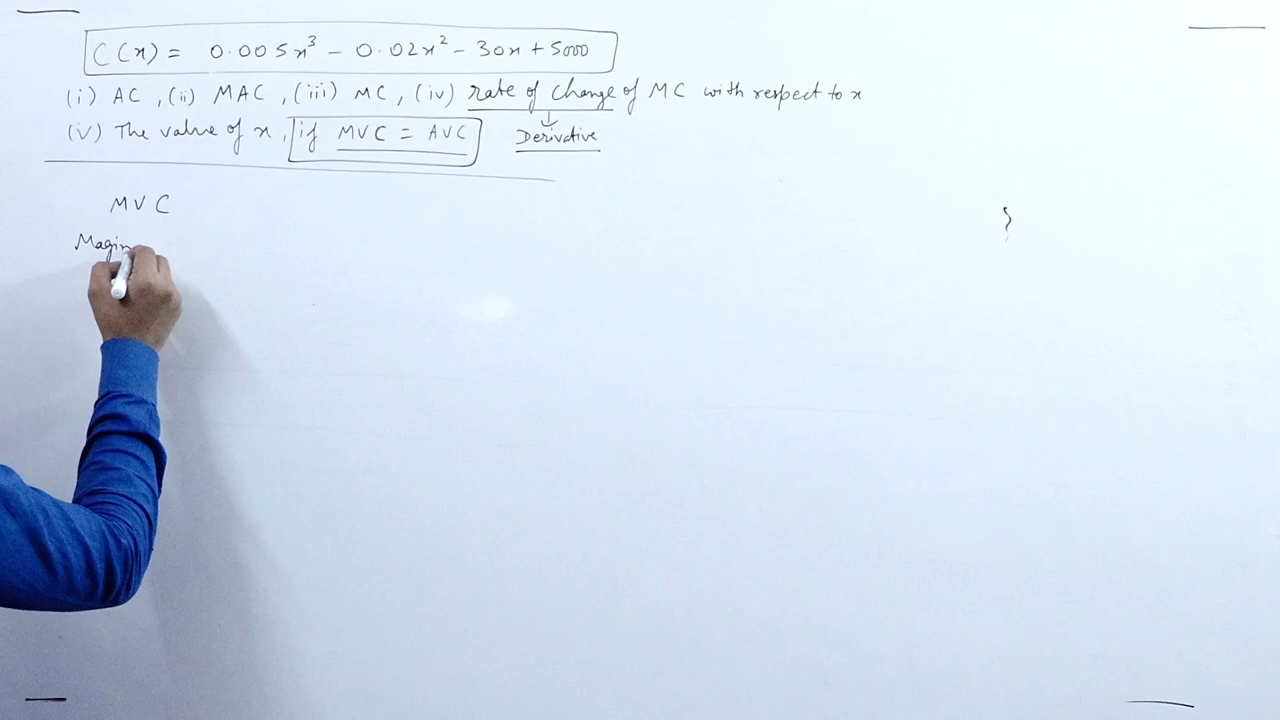 C(x) = 0.005x³ - 0.02x² - 30x + 5000
(i) AC, (ii) MAC, (iii) MC, (iv) rate of change of MC with respect to x
(v) The value of x, if MVC = AVC
↓
Derivative
MVC
Magin